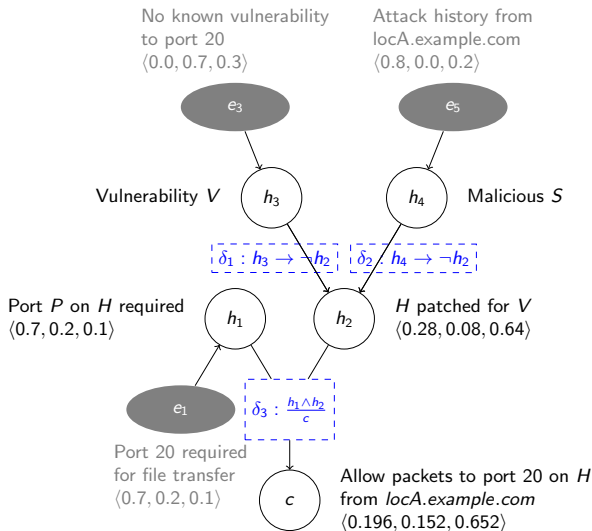 No known vulnerability
to port 20
⟨0.0, 0.7, 0.3⟩
Attack history from
locA.example.com
⟨0.8, 0.0, 0.2⟩
e₃
e₅
Vulnerability V
h₃
h₄
Malicious S
δ₁ : h₃ → ¬h₂
δ₂ : h₄ → ¬h₂
Port P on H required
⟨0.7, 0.2, 0.1⟩
h₁
h₂
H patched for V
⟨0.28, 0.08, 0.64⟩
e₁
δ₃ : h₁∧h₂ / c
Port 20 required
for file transfer
⟨0.7, 0.2, 0.1⟩
c
Allow packets to port 20 on H
from locA.example.com
⟨0.196, 0.152, 0.652⟩